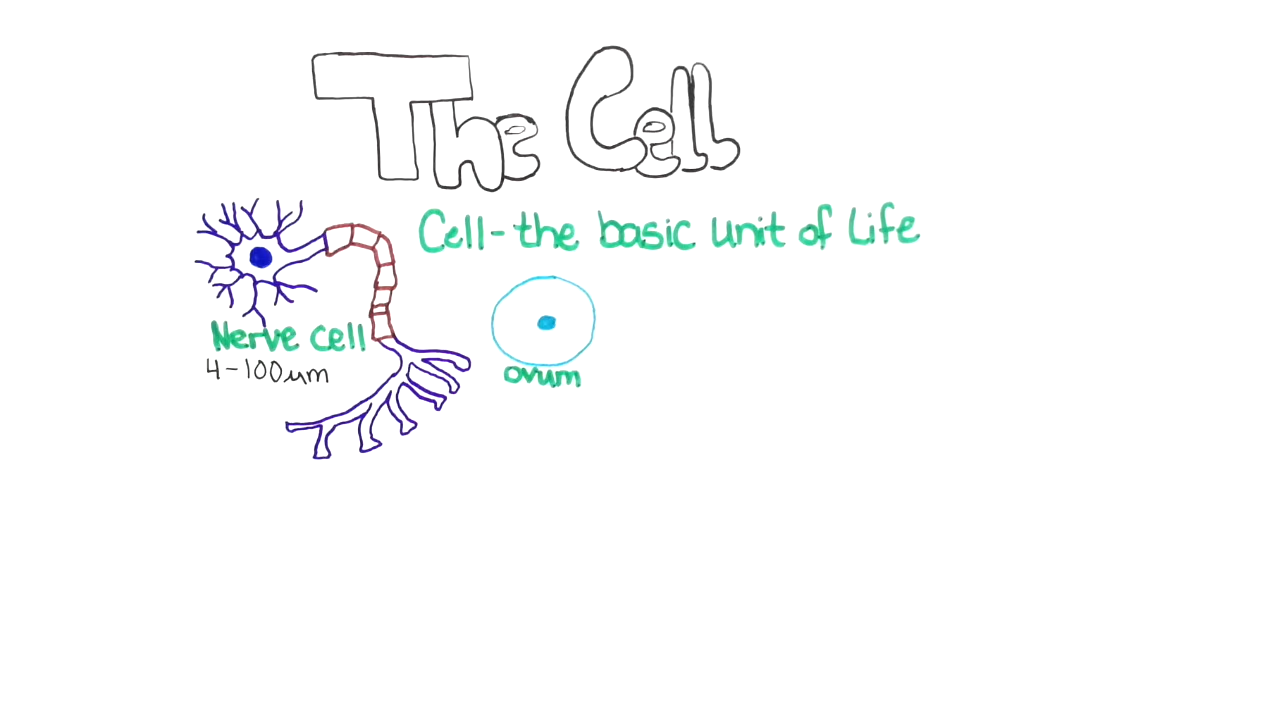 The Cell
Cell - the basic unit of Life
Nerve cell
4-100um
ovum